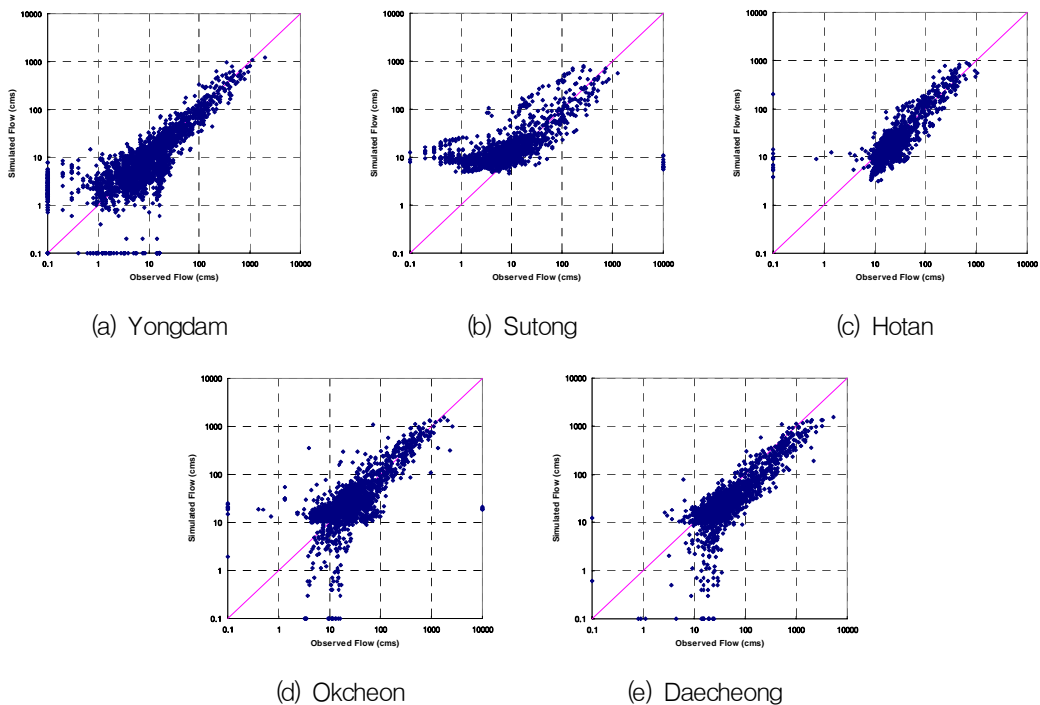 10000
1000
100
10
1
0.1
Simulated Flow (cms)
0.1 1 10 100 1000 10000
Observed Flow (cms)
(a) Yongdam
10000
1000
100
10
1
0.1
Simulated Flow (cms)
0.1 1 10 100 1000 10000
Observed Flow (cms)
(b) Sutong
10000
1000
100
10
1
0.1
Simulated Flow (cms)
0.1 1 10 100 1000 10000
Observed Flow (cms)
(c) Hotan
10000
1000
100
10
1
0.1
Simulated Flow (cms)
0.1 1 10 100 1000 10000
Observed Flow (cms)
(d) Okcheon
10000
1000
100
10
1
0.1
Simulated Flow (cms)
0.1 1 10 100 1000 10000
Observed Flow (cms)
(e) Daecheong